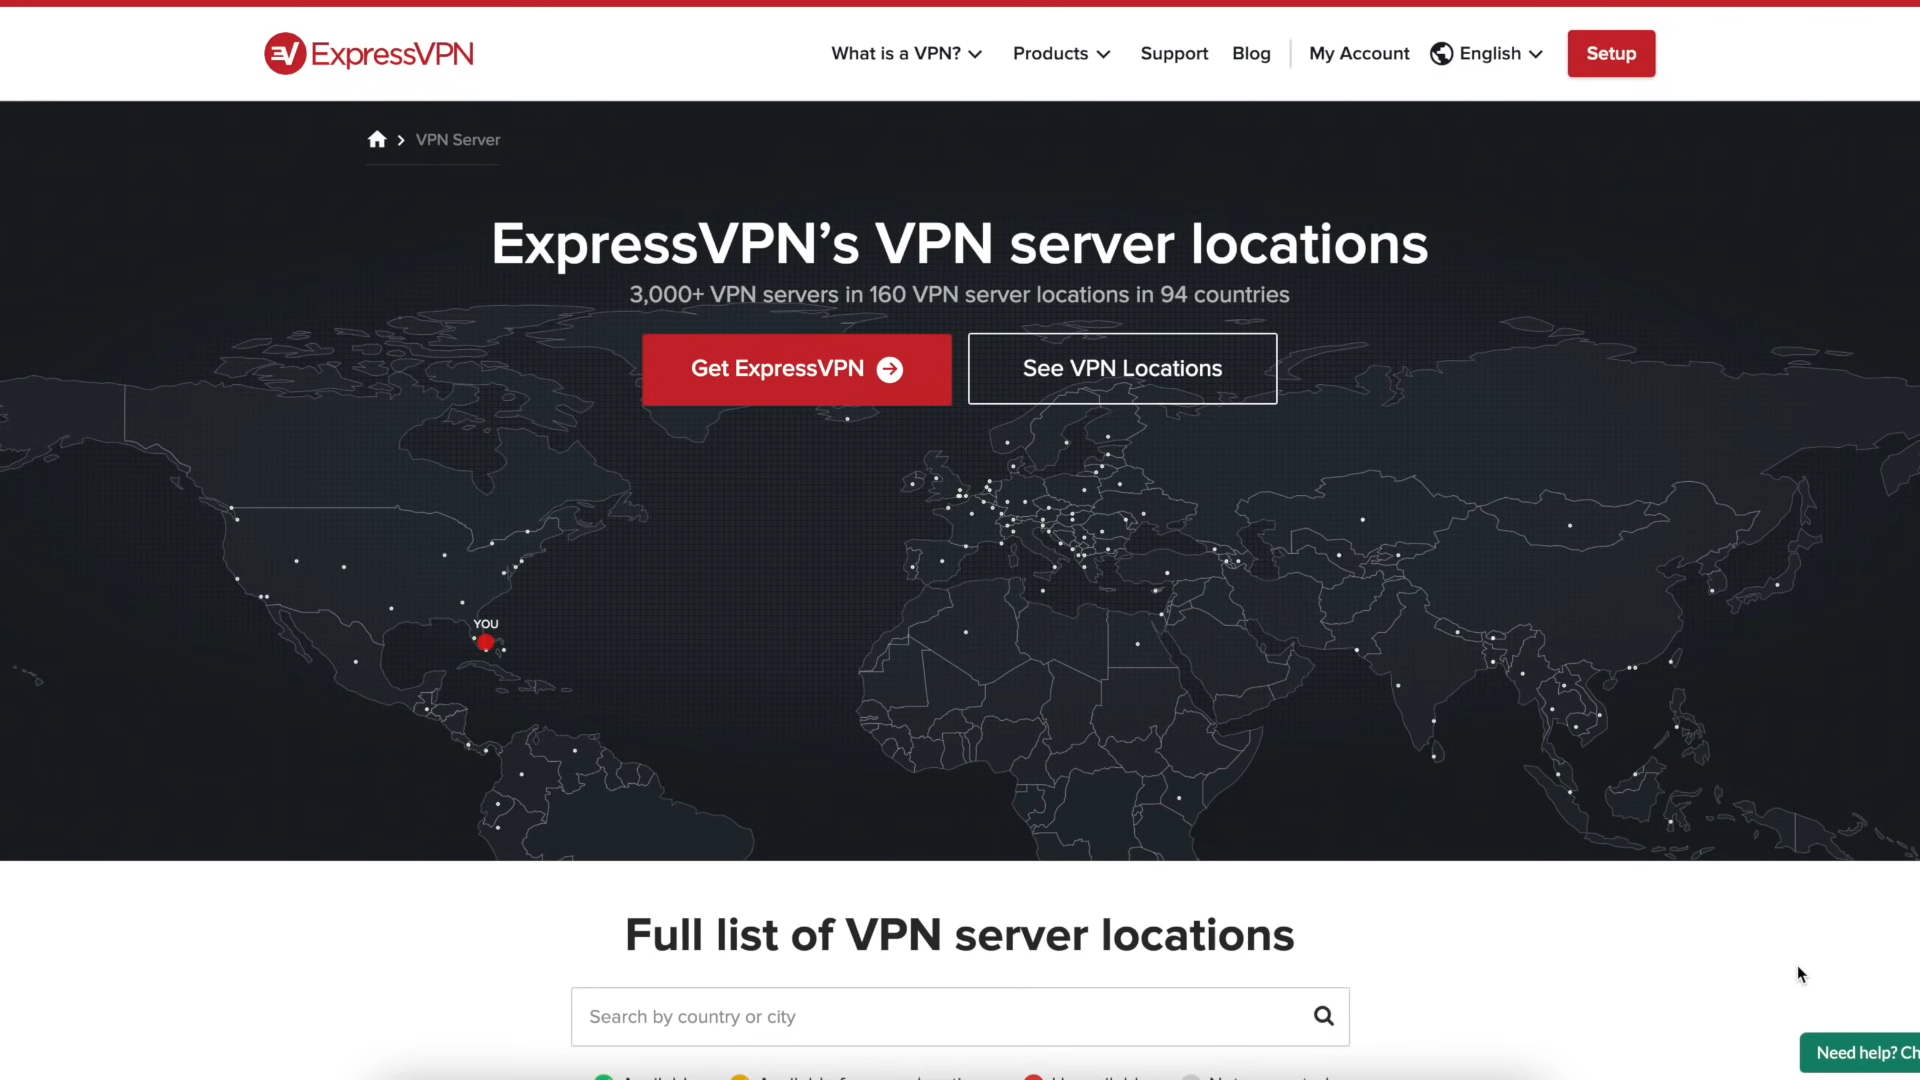 ExpressVPN
What is a VPN?
Products
Support
Blog
My Account
English
Setup
VPN Server
ExpressVPN’s VPN server locations
3,000+ VPN servers in 160 VPN server locations in 94 countries
Get ExpressVPN
See VPN Locations
YOU
Full list of VPN server locations
Search by country or city
Need help? Ch